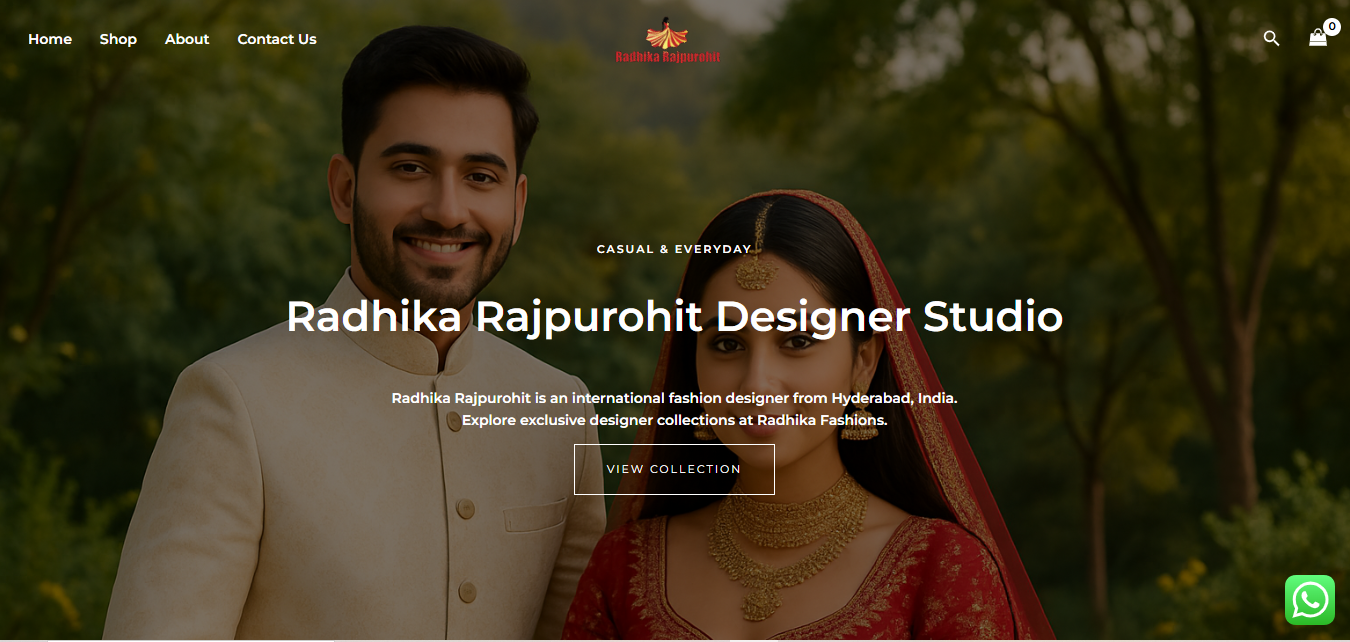 Home Shop About Contact Us
Radhika Rajpurohit
0
CASUAL & EVERYDAY
Radhika Rajpurohit Designer Studio
Radhika Rajpurohit is an international fashion designer from Hyderabad, India.
Explore exclusive designer collections at Radhika Fashions.
VIEW COLLECTION